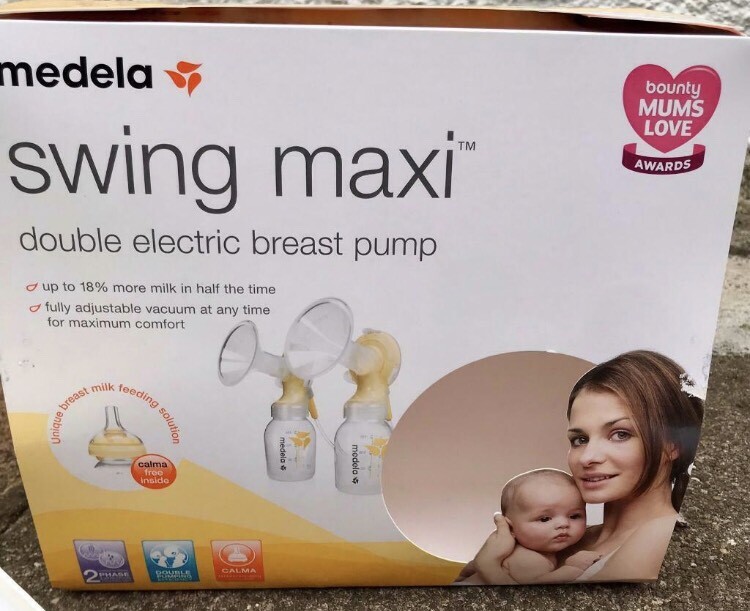 medela
bounty
MUMS
LOVE
AWARDS
swing maxi™
double electric breast pump
up to 18% more milk in half the time
fully adjustable vacuum at any time
for maximum comfort
Unique breast milk feeding solution
calma
free
inside
medela
medela
2 PHASE
DOUBLE
PUMPING
CALMA